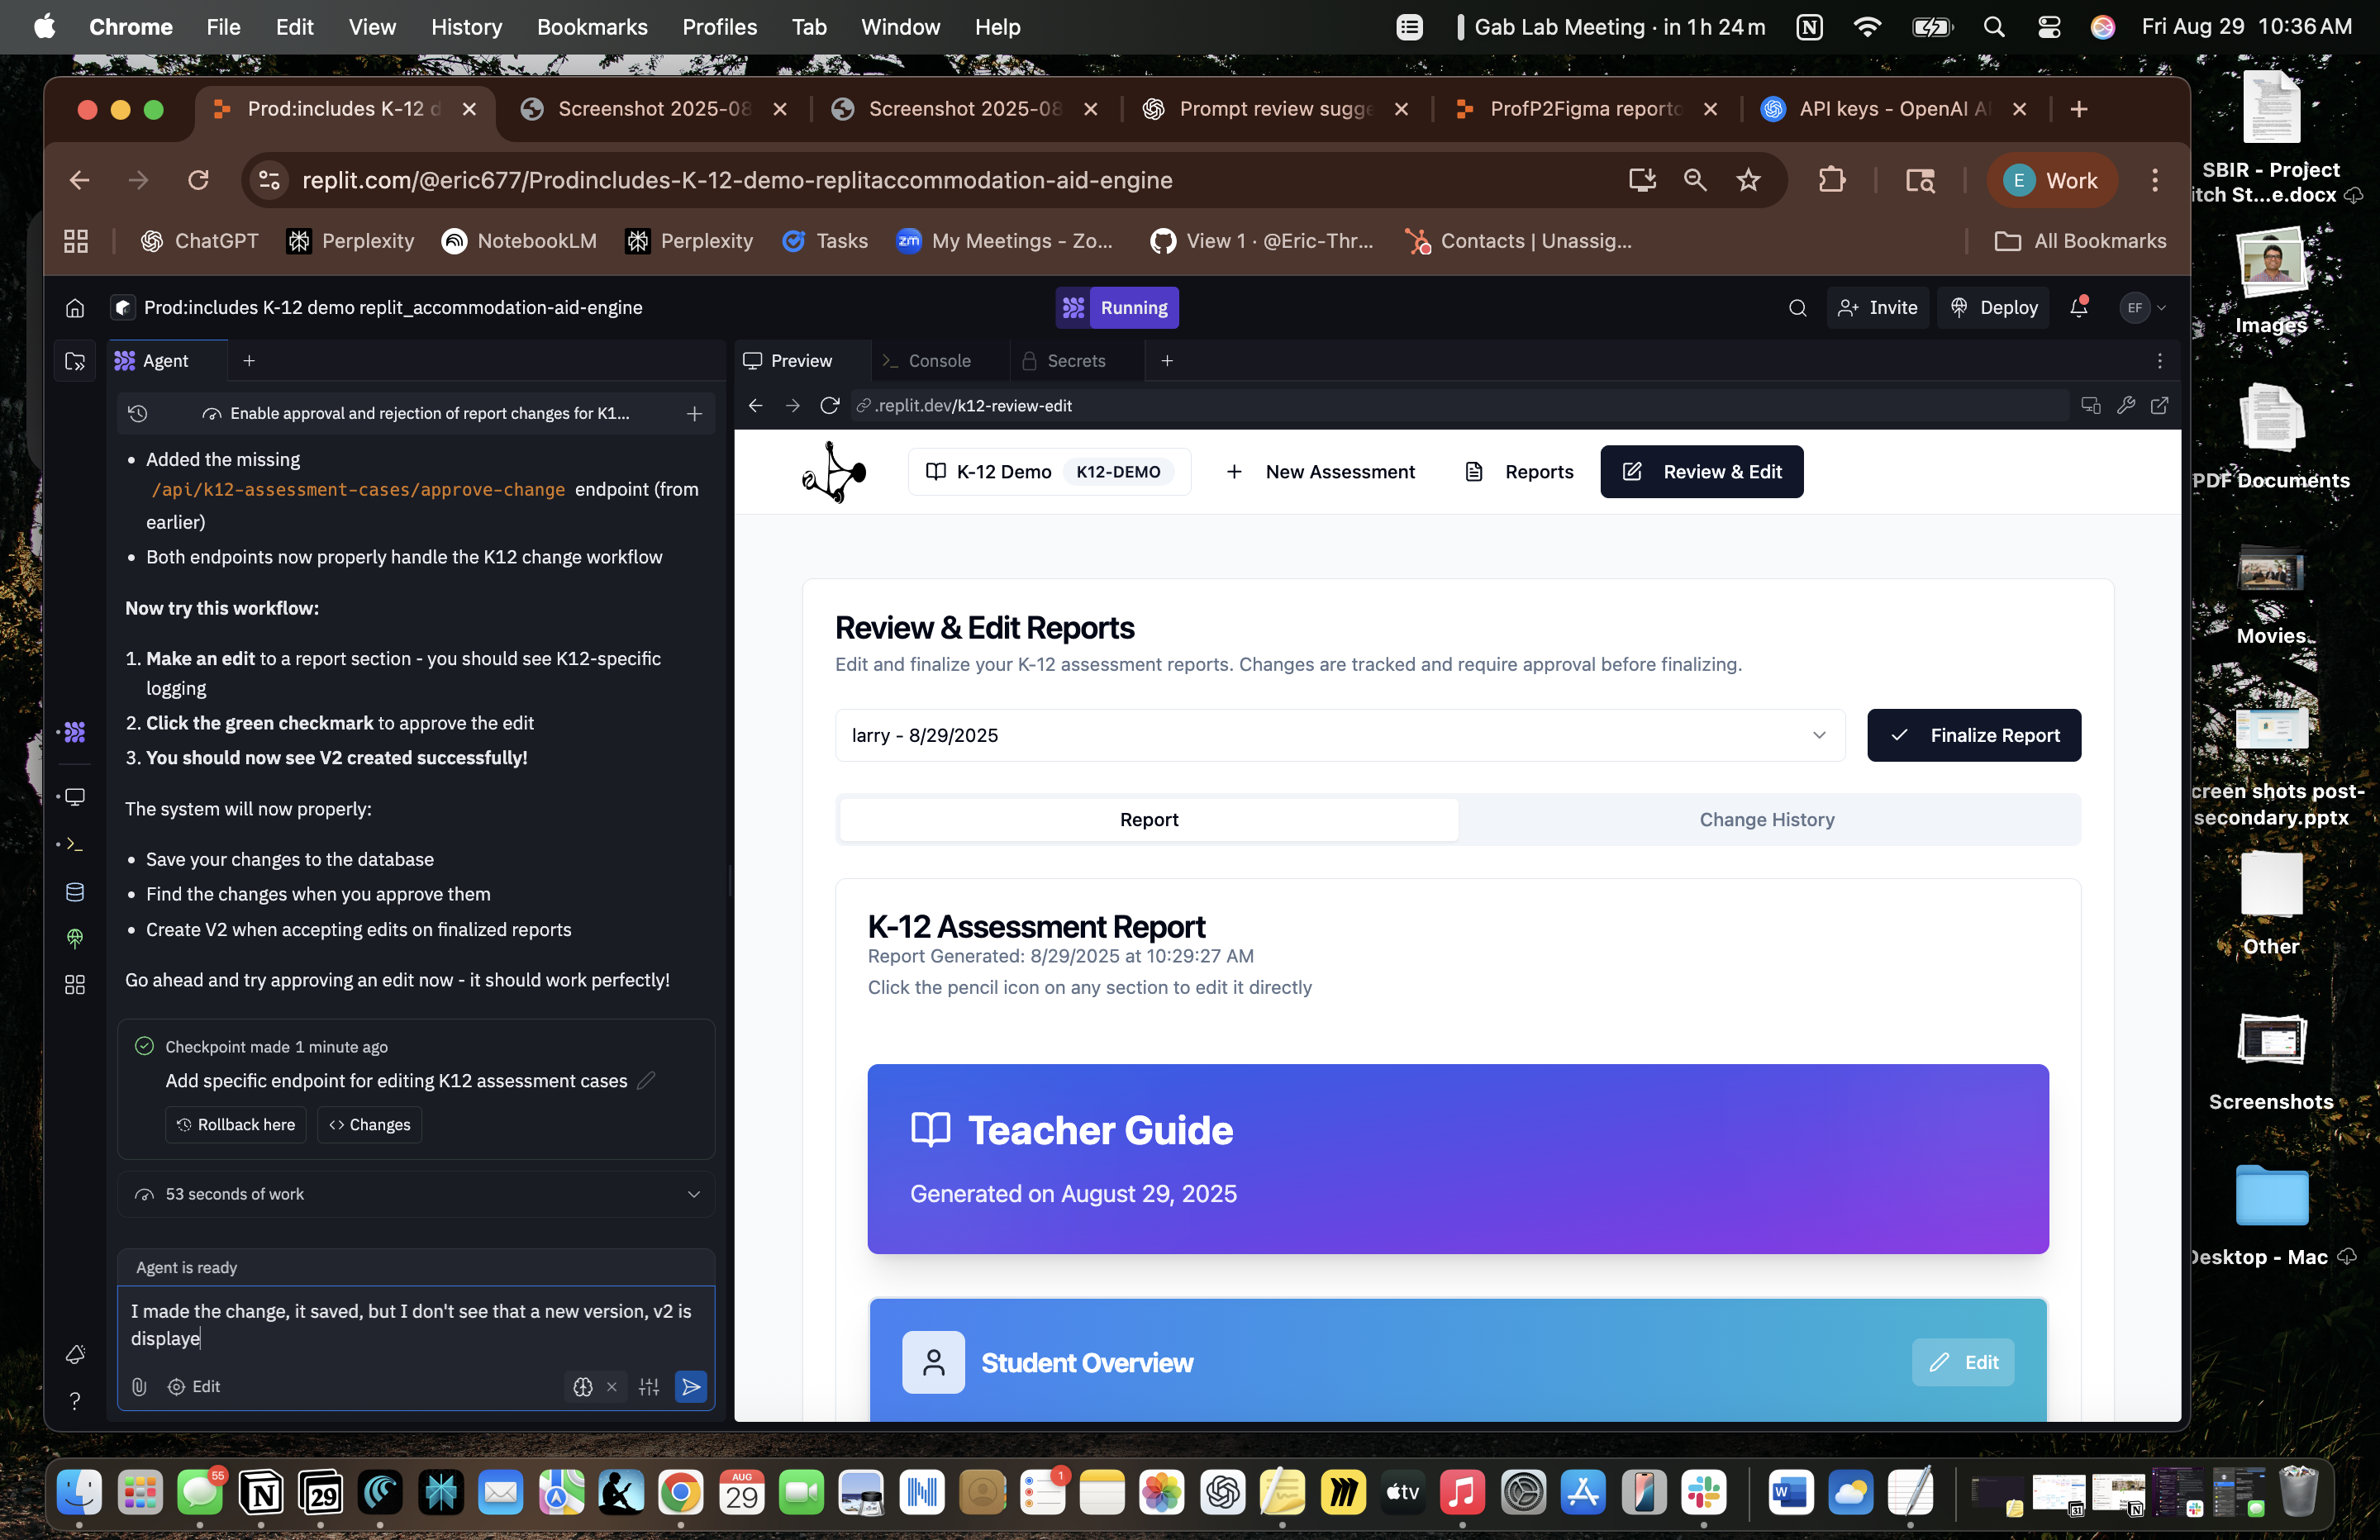 Chrome File Edit View History Bookmarks Profiles Tab Window Help
Gab Lab Meeting · in 1 h 24 m
Fri Aug 29 10:36 AM
Prod:includes K-12 d
Screenshot 2025-08
Screenshot 2025-08
Prompt review sugge
ProfP2Figma reporto
API keys - OpenAI A
replit.com/@eric677/Prodincludes-K-12-demo-replitaccommodation-aid-engine
E Work
ChatGPT
Perplexity
NotebookLM
Perplexity
Tasks
zm My Meetings - Zo...
View 1 · @Eric-Thr...
Contacts | Unassig...
All Bookmarks
Prod:includes K-12 demo replit_accommodation-aid-engine
Running
Invite
Deploy
EF
Agent
Enable approval and rejection of report changes for K1...
• Added the missing
/api/k12-assessment-cases/approve-change endpoint (from
earlier)
• Both endpoints now properly handle the K12 change workflow
Now try this workflow:
1. Make an edit to a report section - you should see K12-specific
logging
2. Click the green checkmark to approve the edit
3. You should now see V2 created successfully!
The system will now properly:
• Save your changes to the database
• Find the changes when you approve them
• Create V2 when accepting edits on finalized reports
Go ahead and try approving an edit now - it should work perfectly!
Checkpoint made 1 minute ago
Add specific endpoint for editing K12 assessment cases
Rollback here
<> Changes
53 seconds of work
Agent is ready
I made the change, it saved, but I don't see that a new version, v2 is
displaye
Edit
Preview
Console
Secrets
.replit.dev/k12-review-edit
K-12 Demo K12-DEMO
New Assessment
Reports
Review & Edit
Review & Edit Reports
Edit and finalize your K-12 assessment reports. Changes are tracked and require approval before finalizing.
larry - 8/29/2025
Finalize Report
Report
Change History
K-12 Assessment Report
Report Generated: 8/29/2025 at 10:29:27 AM
Click the pencil icon on any section to edit it directly
Teacher Guide
Generated on August 29, 2025
Student Overview
Edit
SBIR - Project
itch St...e.docx
Images
PDF Documents
Movies
creen shots post-
secondary.pptx
Other
Screenshots
Desktop - Mac
55
29
AUG
29
1
tv
W
31